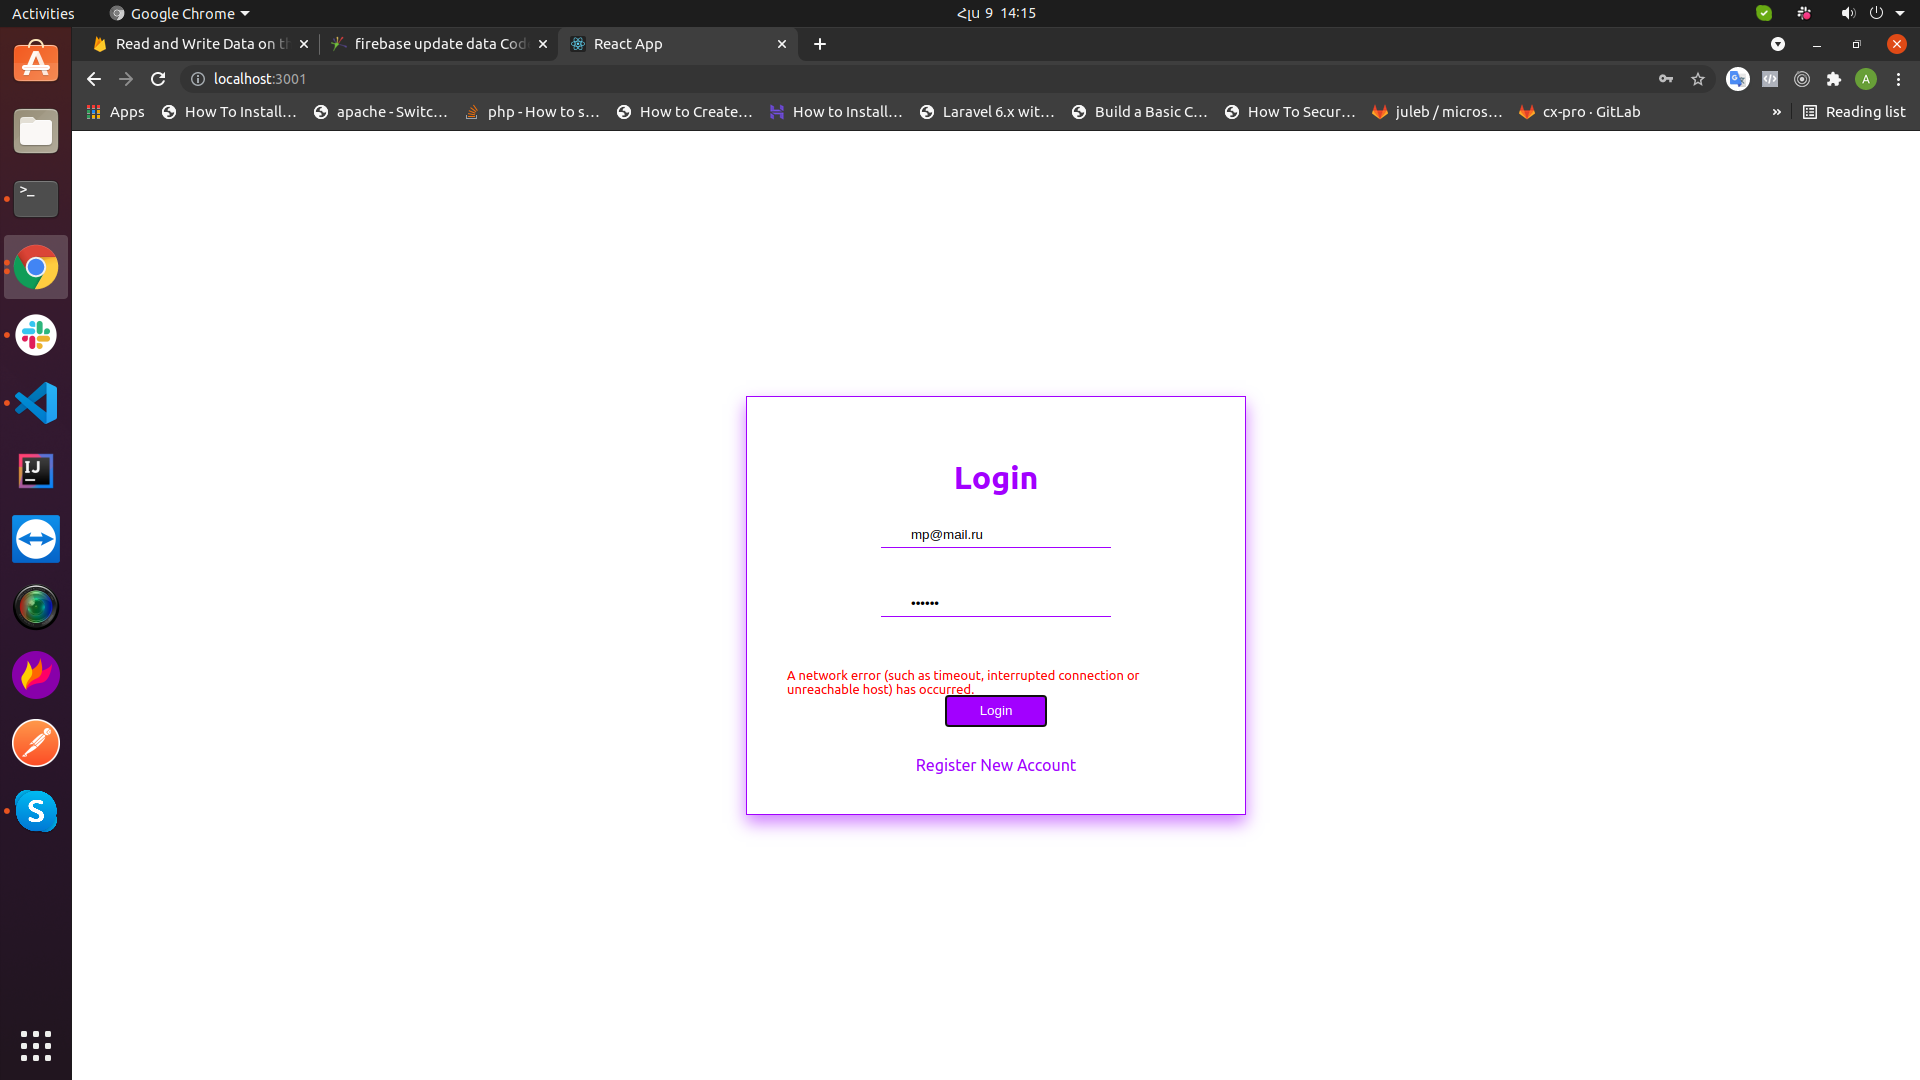 Activities
Google Chrome
Հլս 9 14:15
Read and Write Data on th
firebase update data Code
React App
localhost:3001
A
Apps
How To Install…
apache - Switc…
php - How to s…
How to Create…
How to Install…
Laravel 6.x wit…
Build a Basic C…
How To Secur…
juleb / micros…
cx-pro · GitLab
»
Reading list
Login
mp@mail.ru
••••••
A network error (such as timeout, interrupted connection or
unreachable host) has occurred.
Login
Register New Account